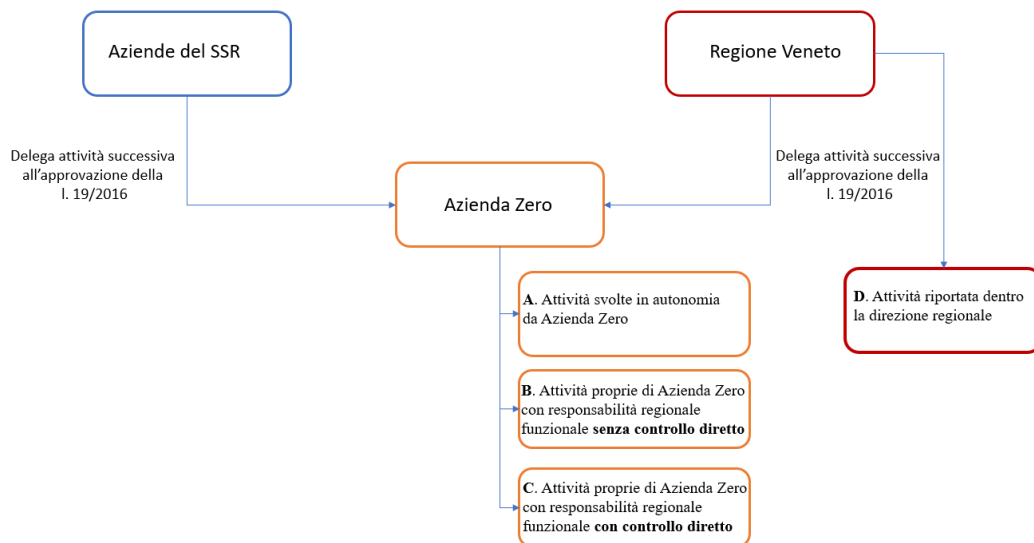 Aziende del SSR
Regione Veneto
Delega attività successiva
all’approvazione della
l. 19/2016
Delega attività successiva
all’approvazione della
l. 19/2016
Azienda Zero
A. Attività svolte in autonomia
da Azienda Zero
D. Attività riportata dentro
la direzione regionale
B. Attività proprie di Azienda Zero
con responsabilità regionale
funzionale senza controllo diretto
C. Attività proprie di Azienda Zero
con responsabilità regionale
funzionale con controllo diretto